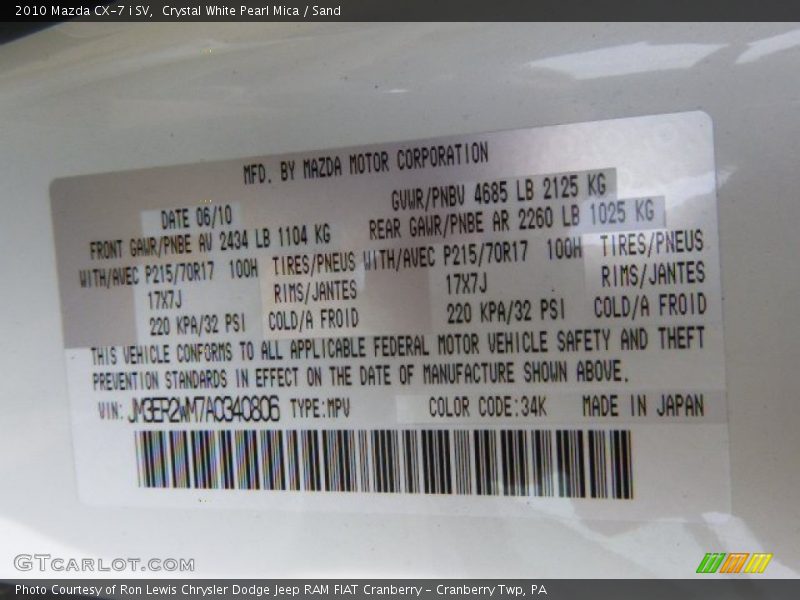 2010 Mazda CX-7 i SV, Crystal White Pearl Mica / Sand
MFD. BY MAZDA MOTOR CORPORATION
DATE 06/10 GVWR/PNBV 4685 LB 2125 KG
FRONT GAWR/PNBE AV 2434 LB 1104 KG REAR GAWR/PNBE AR 2260 LB 1025 KG
WITH/AVEC P215/70R17 100H TIRES/PNEUS WITH/AVEC P215/70R17 100H TIRES/PNEUS
17X7J RIMS/JANTES 17X7J RIMS/JANTES
220 KPA/32 PSI COLD/A FROID 220 KPA/32 PSI COLD/A FROID
THIS VEHICLE CONFORMS TO ALL APPLICABLE FEDERAL MOTOR VEHICLE SAFETY AND THEFT
PREVENTION STANDARDS IN EFFECT ON THE DATE OF MANUFACTURE SHOWN ABOVE.
VIN: JM3ER2WM7A0340806 TYPE:MPV COLOR CODE:34K MADE IN JAPAN
GTCARLOT.COM
Photo Courtesy of Ron Lewis Chrysler Dodge Jeep RAM FIAT Cranberry - Cranberry Twp, PA